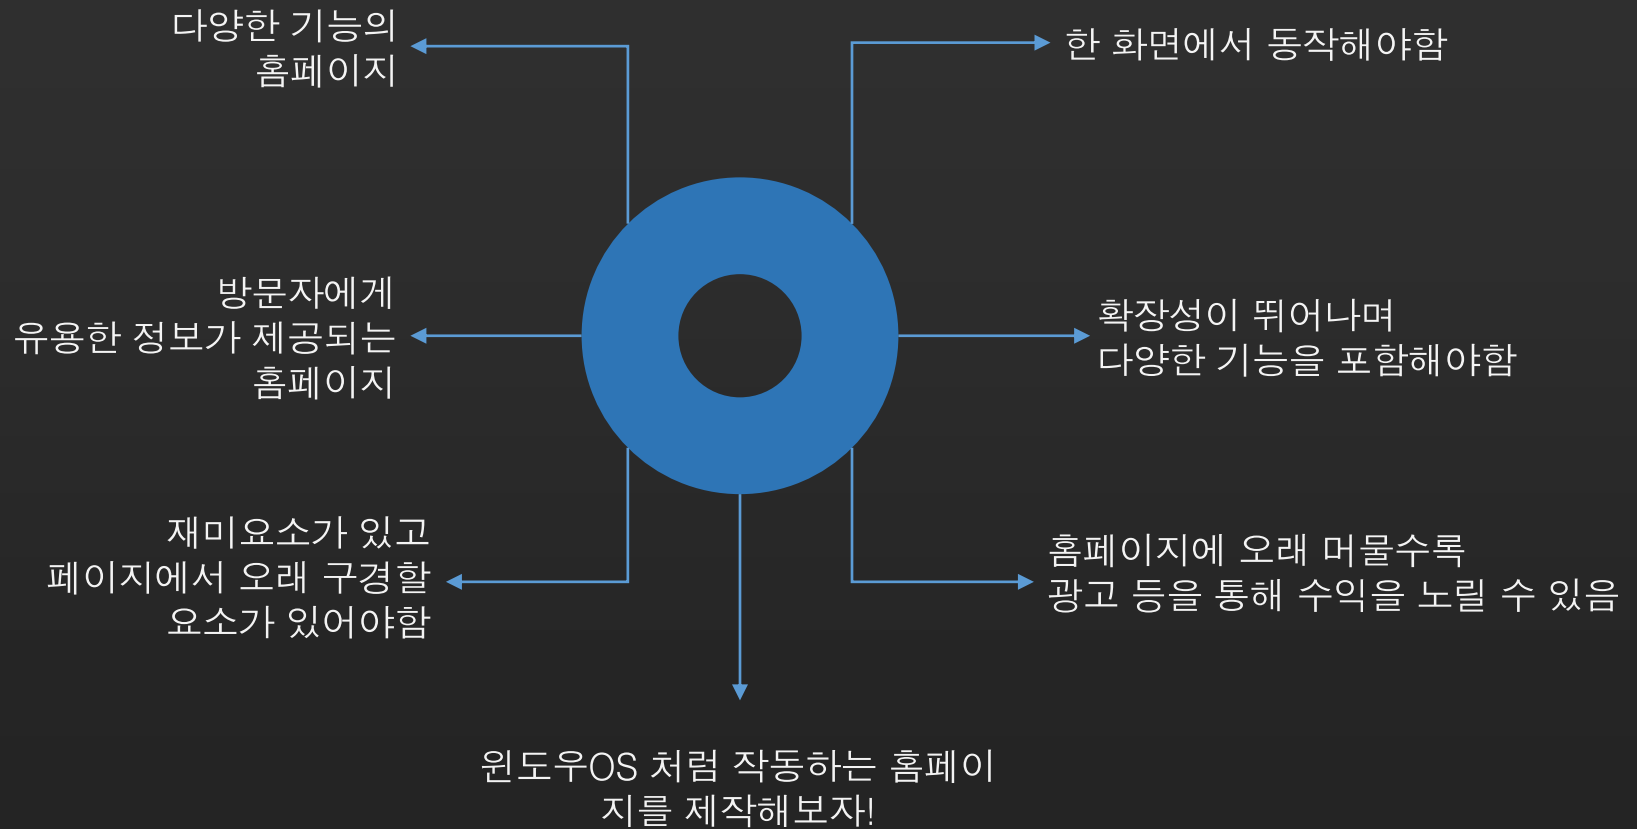 다양한 기능의
홈페이지
한 화면에서 동작해야함
방문자에게
유용한 정보가 제공되는
홈페이지
확장성이 뛰어나며
다양한 기능을 포함해야함
재미요소가 있고
페이지에서 오래 구경할
요소가 있어야함
홈페이지에 오래 머물수록
광고 등을 통해 수익을 노릴 수 있음
윈도우OS 처럼 작동하는 홈페이
지를 제작해보자!